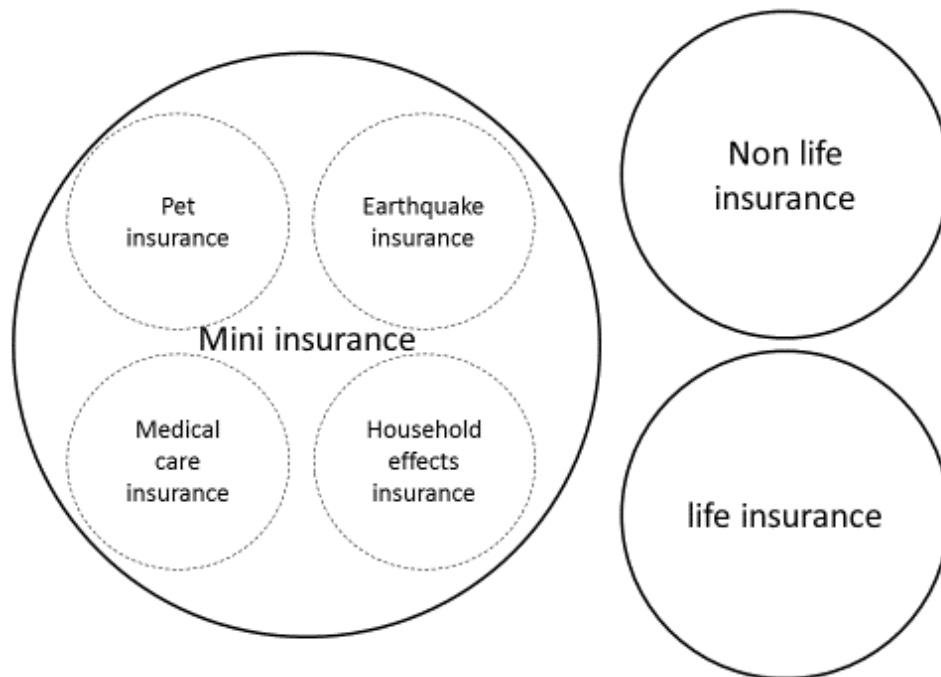 Pet
insurance
Earthquake
insurance
Mini insurance
Medical
care
insurance
Household
effects
insurance
Non life
insurance
life insurance